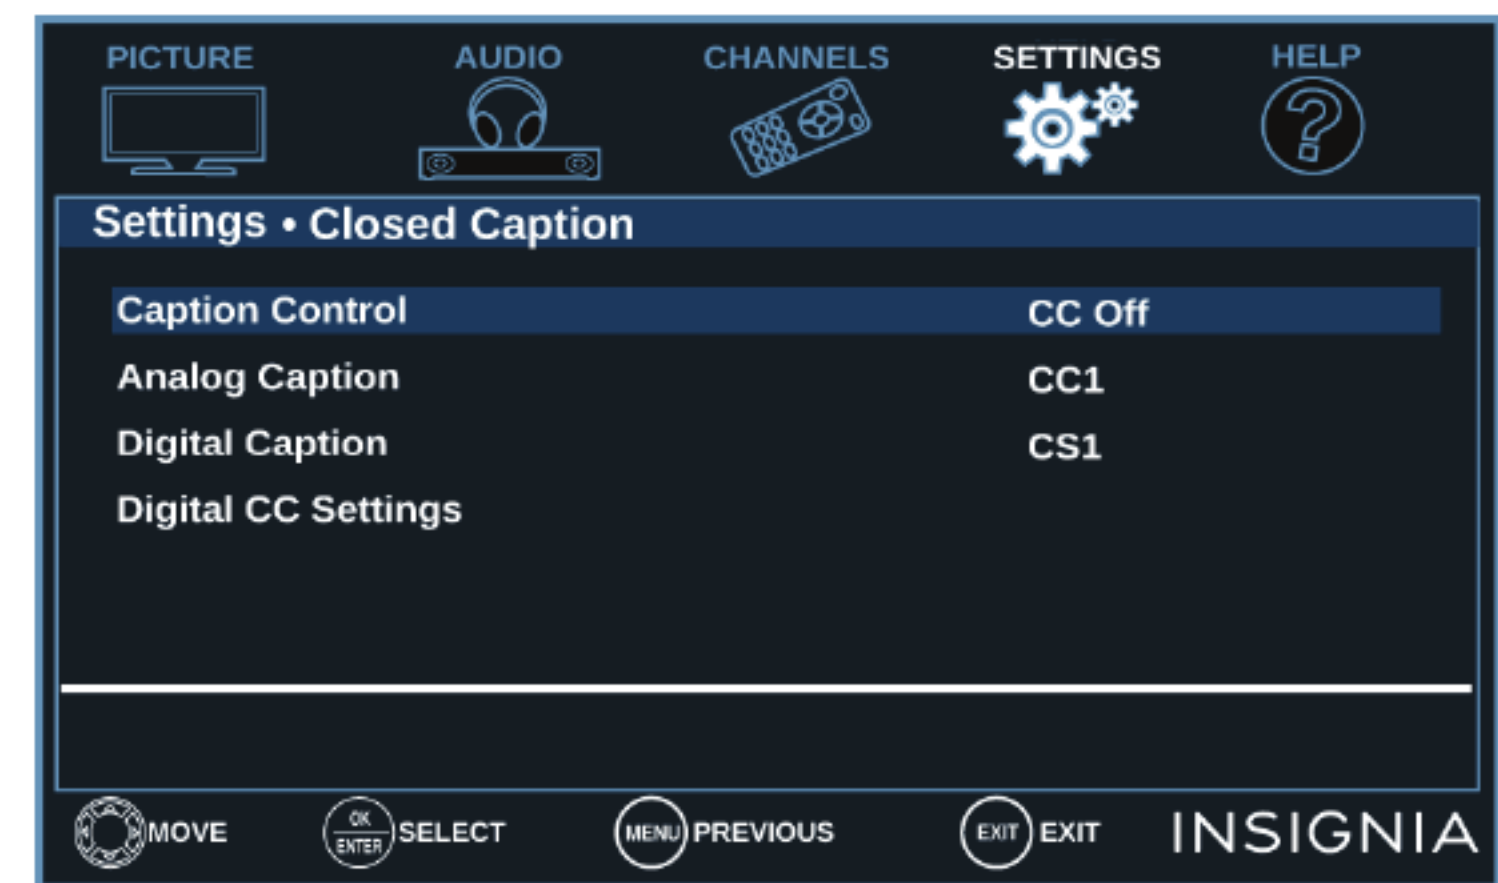 PICTURE AUDIO CHANNELS SETTINGS HELP
Settings • Closed Caption
Caption Control CC Off
Analog Caption CC1
Digital Caption CS1
Digital CC Settings
MOVE OK ENTER SELECT MENU PREVIOUS EXIT EXIT INSIGNIA